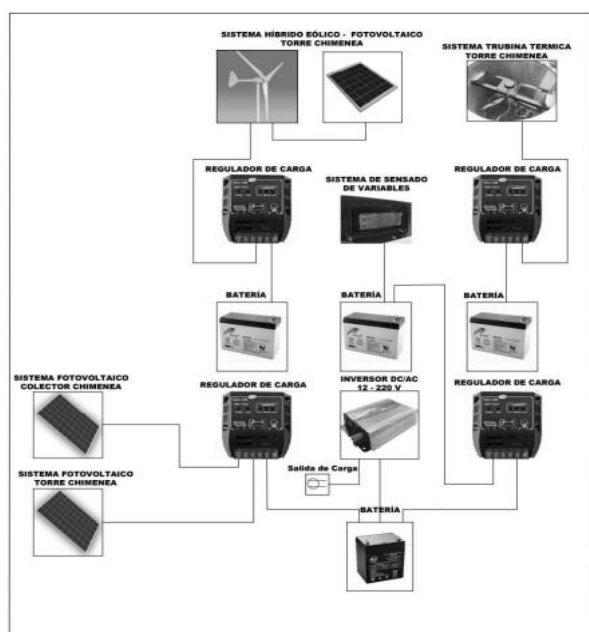 SISTEMA HÍBRIDO EÓLICO - FOTOVOLTAICO
TORRE CHIMENEA
SISTEMA TRUBINA TERMICA
TORRE CHIMENEA
REGULADOR DE CARGA
SISTEMA DE SENSADO
DE VARIABLES
REGULADOR DE CARGA
BATERÍA
BATERÍA
BATERÍA
SISTEMA FOTOVOLTAICO
COLECTOR CHIMENEA
REGULADOR DE CARGA
INVERSOR DC/AC
12 - 220 V
REGULADOR DE CARGA
SISTEMA FOTOVOLTAICO
TORRE CHIMENEA
Salida de Carga
BATERÍA